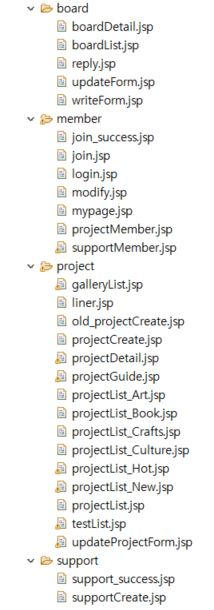 board
boardDetail.jsp
boardList.jsp
reply.jsp
updateForm.jsp
writeForm.jsp
member
join_success.jsp
join.jsp
login.jsp
modify.jsp
mypage.jsp
projectMember.jsp
supportMember.jsp
project
galleryList.jsp
liner.jsp
old_projectCreate.jsp
projectCreate.jsp
projectDetail.jsp
projectGuide.jsp
projectList_Art.jsp
projectList_Book.jsp
projectList_Crafts.jsp
projectList_Culture.jsp
projectList_Hot.jsp
projectList_New.jsp
projectList.jsp
testList.jsp
updateProjectForm.jsp
support
support_success.jsp
supportCreate.jsp